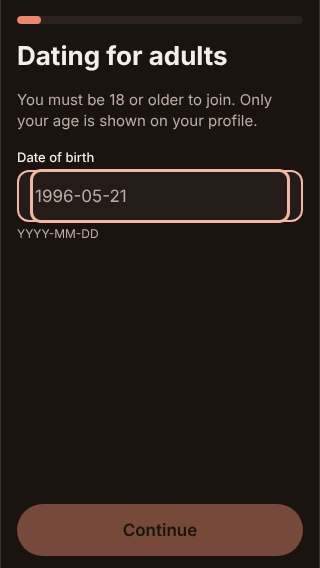 Dating for adults
You must be 18 or older to join. Only
your age is shown on your profile.
Date of birth
1996-05-21
YYYY-MM-DD
Continue